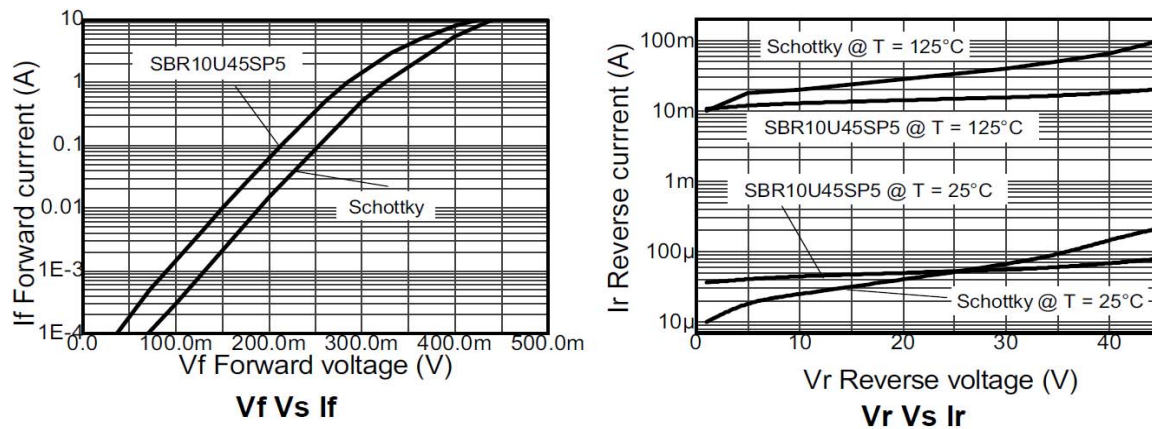 If Forward currrent (A)
10
1
0.1
0.01
1E-3
1E-4
SBR10U45SP5
Schottky
0.0
100.0m
200.0m
300.0m
400.0m
500.0m
Vf Forward voltage (V)
Vf Vs If
Ir Reverse currrent (A)
100m
10m
1m
100µ
10µ
Schottky @ T = 125°C
SBR10U45SP5 @ T = 125°C
SBR10U45SP5 @ T = 25°C
Schottky @ T = 25°C
0
10
20
30
40
Vr Reverse voltage (V)
Vr Vs Ir